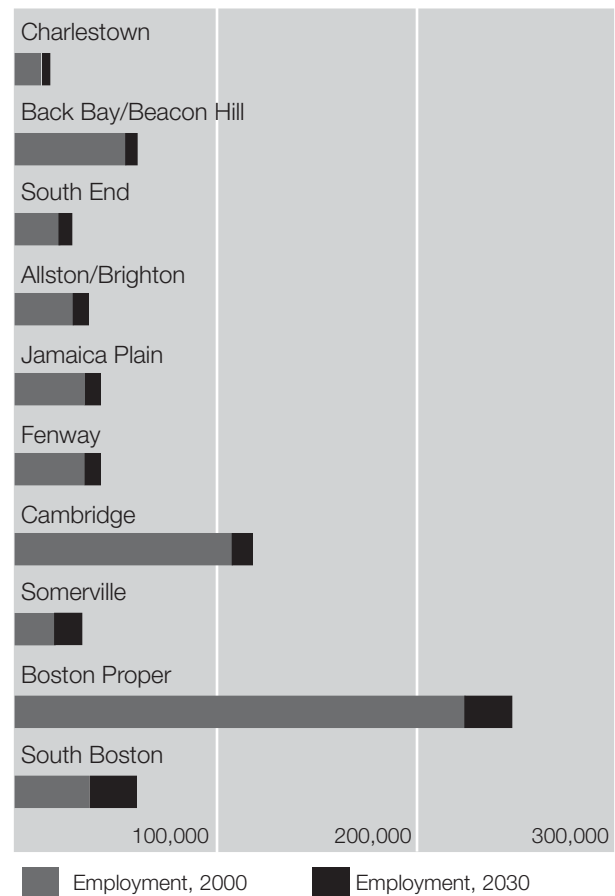 Charlestown
Back Bay/Beacon Hill
South End
Allston/Brighton
Jamaica Plain
Fenway
Cambridge
Somerville
Boston Proper
South Boston
100,000 200,000 300,000
Employment, 2000 Employment, 2030